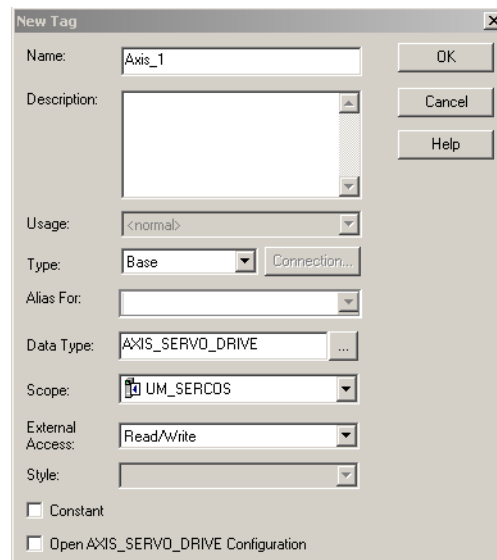 New Tag
Name: Axis_1 OK
Description: Cancel
Help
Usage: <normal>
Type: Base Connection...
Alias For:
Data Type: AXIS_SERVO_DRIVE ...
Scope: UM_SERCOS
External
Access: Read/Write
Style:
Constant
Open AXIS_SERVO_DRIVE Configuration